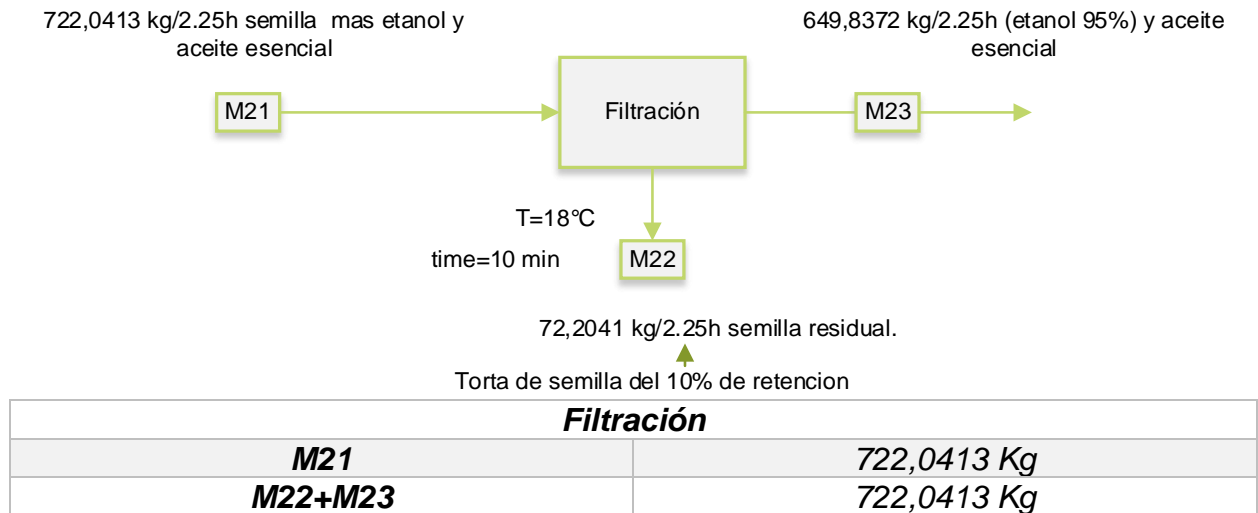 722,0413 kg/2.25h semilla mas etanol y
aceite esencial
649,8372 kg/2.25h (etanol 95%) y aceite
esencial
M21
Filtración
M23
T=18°C
time=10 min
M22
72,2041 kg/2.25h semilla residual.
Torta de semilla del 10% de retencion
Filtración
M21 722,0413 Kg
M22+M23 722,0413 Kg